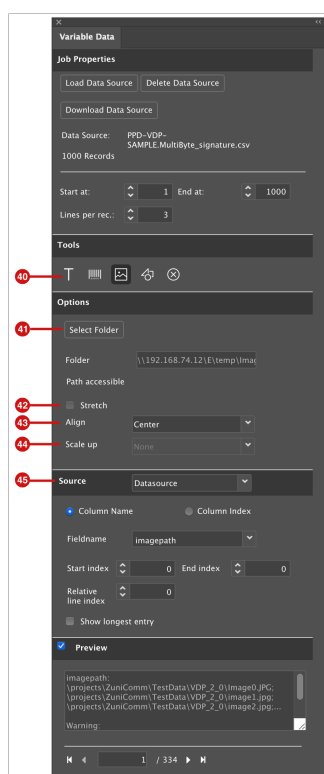 Variable Data
Job Properties
Load Data Source Delete Data Source
Download Data Source
Data Source: PPD-VDP-
SAMPLE.MultiByte_signature.csv
1000 Records
Start at: 1 End at: 1000
Lines per rec.: 3
Tools
40
Options
41 Select Folder
Folder \\192.168.74.12\E\temp\Imag
Path accessible
42 Stretch
43 Align Center
44 Scale up None
45 Source Datasource
Column Name Column Index
Fieldname imagepath
Start index 0 End index 0
Relative
line index 0
Show longest entry
Preview
imagepath:
\projects\ZuniComm\TestData\VDP_2_0\Image0.JPG;
\projects\ZuniComm\TestData\VDP_2_0\image1.jpg;
\projects\ZuniComm\TestData\VDP_2_0\image2.jpg;...
Warning:
1 / 334